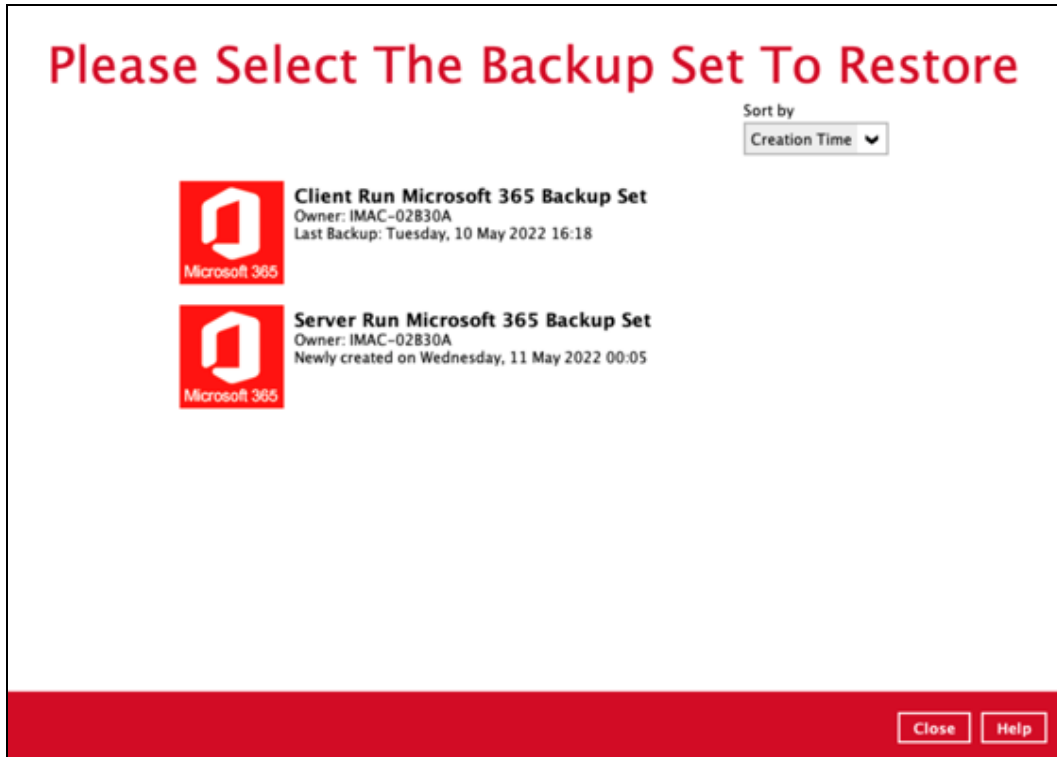 Please Select The Backup Set To Restore
Sort by
Creation Time
Client Run Microsoft 365 Backup Set
Owner: IMAC-02B30A
Last Backup: Tuesday, 10 May 2022 16:18
Microsoft 365
Server Run Microsoft 365 Backup Set
Owner: IMAC-02B30A
Newly created on Wednesday, 11 May 2022 00:05
Microsoft 365
Close
Help